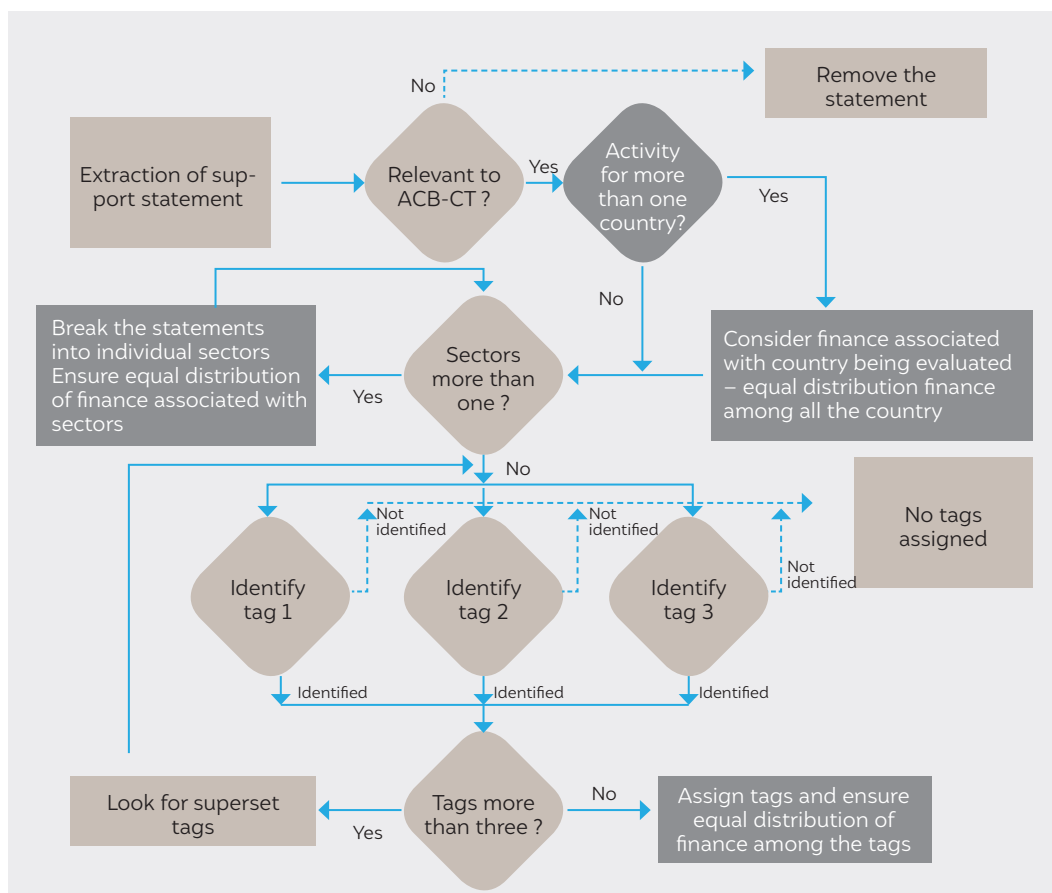 No
Remove the
statement
Extraction of sup-
port statement
Relevant to
ACB-CT ?
Yes
Activity
for more
than one
country?
Yes
No
Break the statements
into individual sectors
Ensure equal distribution
of finance associated with
sectors
Yes
Sectors
more than
one ?
Consider finance associated
with country being evaluated
– equal distribution finance
among all the country
No
No tags
assigned
Not
identified
Not
identified
Not
identified
Identify
tag 1
Identify
tag 2
Identify
tag 3
Identified
Identified
Identified
Look for superset
tags
Yes
Tags more
than three ?
No
Assign tags and ensure
equal distribution of
finance among the tags